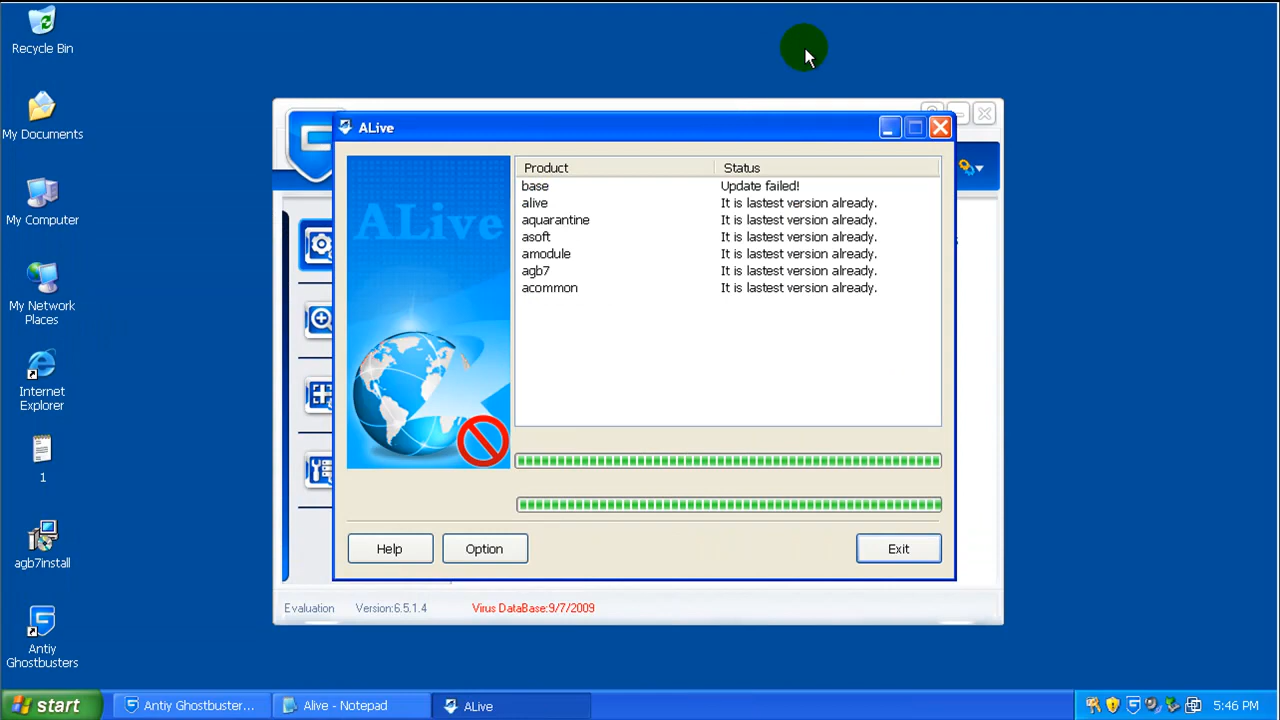 Recycle Bin
My Documents
My Computer
My Network
Places
Internet
Explorer
1
agb7install
Antiy
Ghostbusters
ALive
ALive
Product Status
base Update failed!
alive It is lastest version already.
aquarantine It is lastest version already.
asoft It is lastest version already.
amodule It is lastest version already.
agb7 It is lastest version already.
acommon It is lastest version already.
Help Option Exit
Evaluation Version:6.5.1.4 Virus DataBase:9/7/2009
start Antiy Ghostbuster... Alive - Notepad ALive 5:46 PM